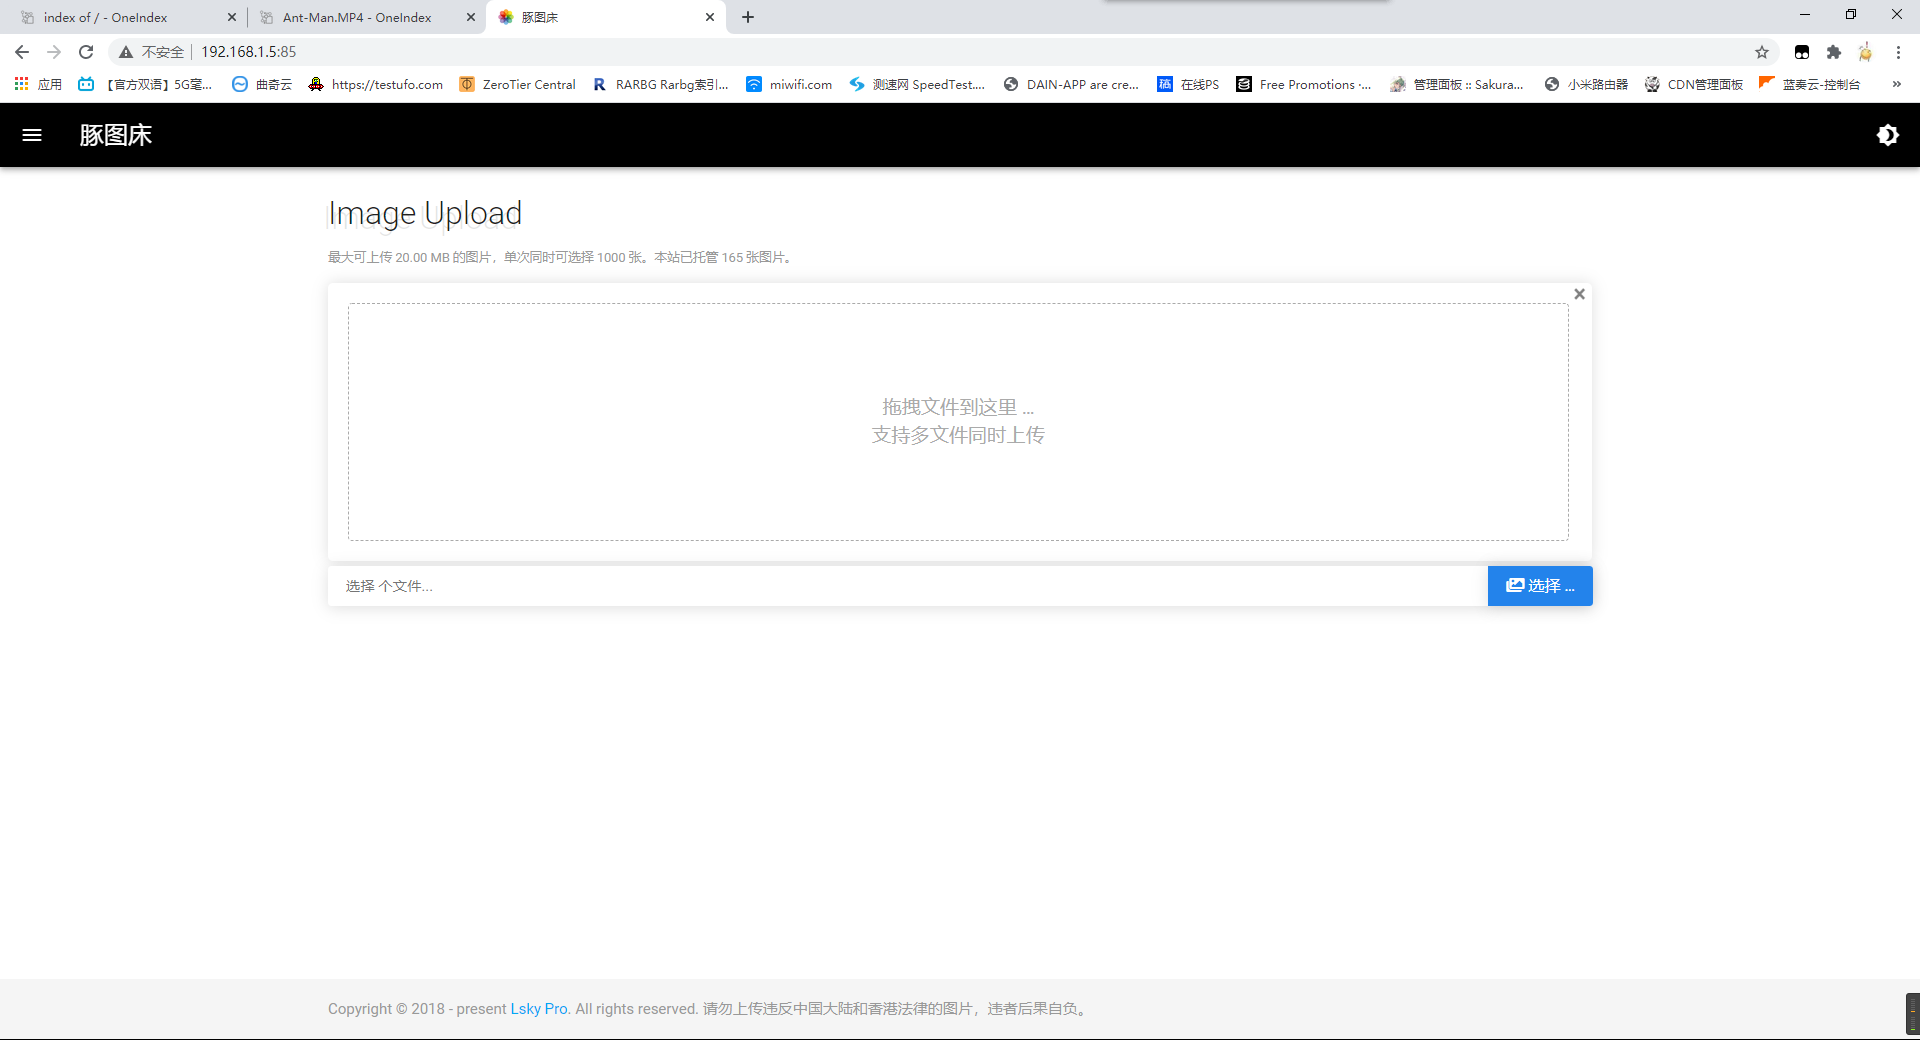 index of / - OneIndex
Ant-Man.MP4 - OneIndex
豚图床
不安全 192.168.1.5:85
应用
【官方双语】5G毫...
曲奇云
https://testufo.com
ZeroTier Central
RARBG Rarbg索引...
miwifi.com
测速网 SpeedTest....
DAIN-APP are cre...
在线PS
Free Promotions ·...
管理面板 :: Sakura...
小米路由器
CDN管理面板
蓝奏云-控制台
»
豚图床
Image Upload
最大可上传 20.00 MB 的图片，单次同时可选择 1000 张。本站已托管 165 张图片。
拖拽文件到这里 ...
支持多文件同时上传
选择 个文件...
选择 ...
Copyright © 2018 - present Lsky Pro. All rights reserved. 请勿上传违反中国大陆和香港法律的图片，违者后果自负。